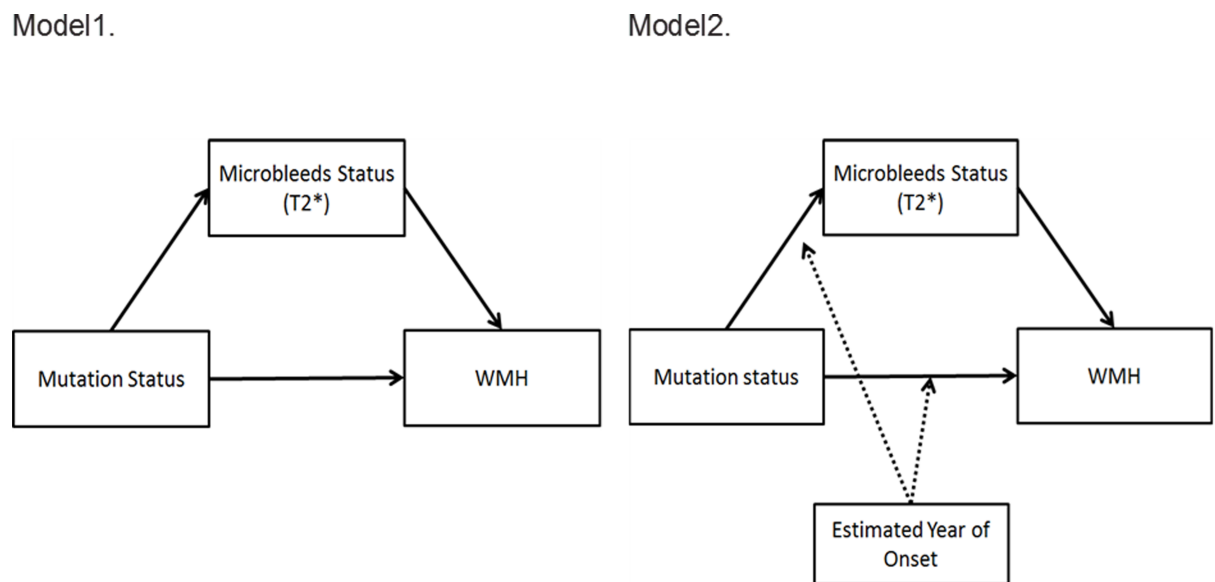 Model1.
Microbleeds Status
(T2*)
Mutation Status
WMH
Model2.
Microbleeds Status
(T2*)
Mutation status
WMH
Estimated Year of
Onset